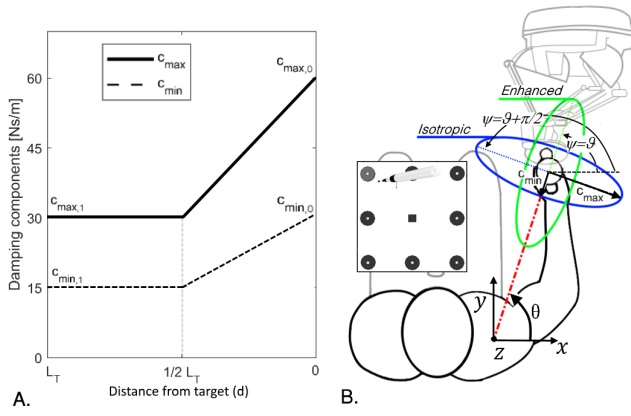 A.
Damping components [Ns/m]
60
45
30
15
0
c_max
c_min
c_max,0
c_max,1
c_min,0
c_min,1
L_T
1/2 L_T
0
Distance from target (d)
B.
Enhanced
ψ=ϑ+π/2
Isotropic
ψ=ϑ
c_min
c_max
y
θ
z
x